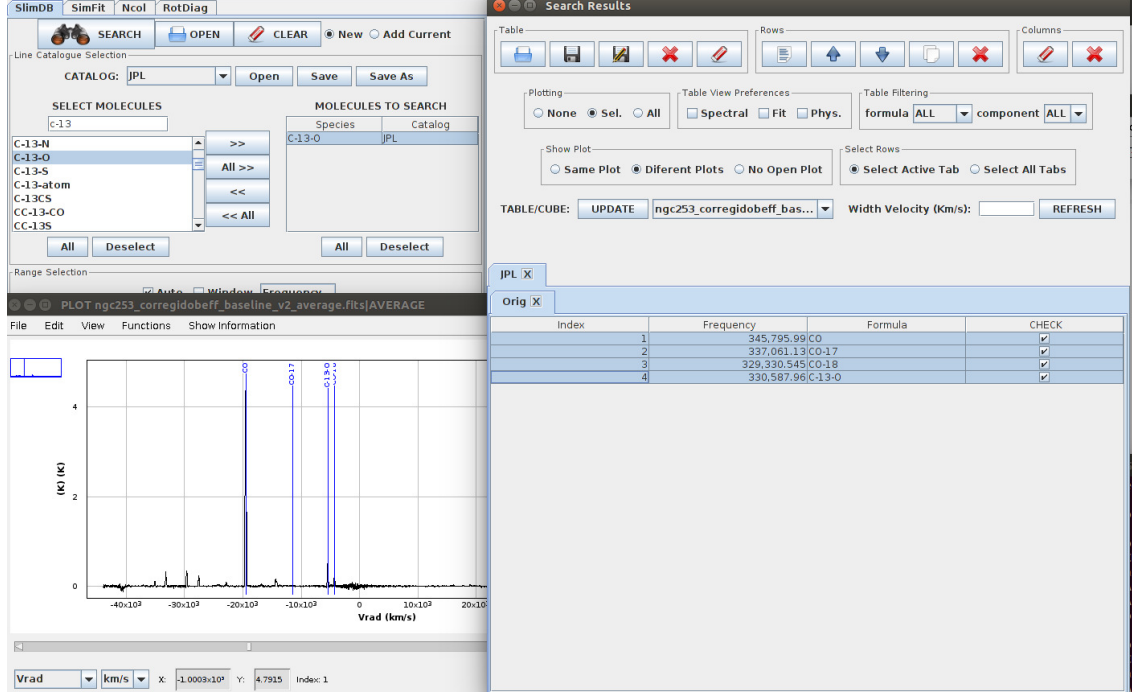 SlimDB SimFit Ncol RotDiag
SEARCH OPEN CLEAR New Add Current
Line Catalogue Selection
CATALOG: JPL Open Save Save As
SELECT MOLECULES MOLECULES TO SEARCH
c-13
Species Catalog
C-13-O JPL
C-13-N
C-13-O
C-13-S
C-13-atom
C-13CS
CC-13-CO
CC-13S
>>
All >>
<<
<< All
All Deselect All Deselect
Range Selection
Auto Window Frequency
PLOT ngc253_corregidobeff_baseline_v2_average.fits|AVERAGE
File Edit View Functions Show Information
CO
CO-17
C-13-O
4
2
0
(K) (K)
-40x10³ -30x10³ -20x10³ -10x10³ 0 10x10³ 20x10
Vrad (km/s)
Vrad km/s X: -1.0003x10⁴ Y: 4.7915 Index: 1
Search Results
Table Rows Columns
Plotting Table View Preferences Table Filtering
None Sel. All Spectral Fit Phys. formula ALL component ALL
Show Plot Select Rows
Same Plot Diferent Plots No Open Plot Select Active Tab Select All Tabs
TABLE/CUBE: UPDATE ngc253_corregidobeff_bas... Width Velocity (Km/s): REFRESH
JPL X
Orig X
Index Frequency Formula CHECK
1 345,795.99 CO
2 337,061.13 CO-17
3 329,330.545 CO-18
4 330,587.96 C-13-O